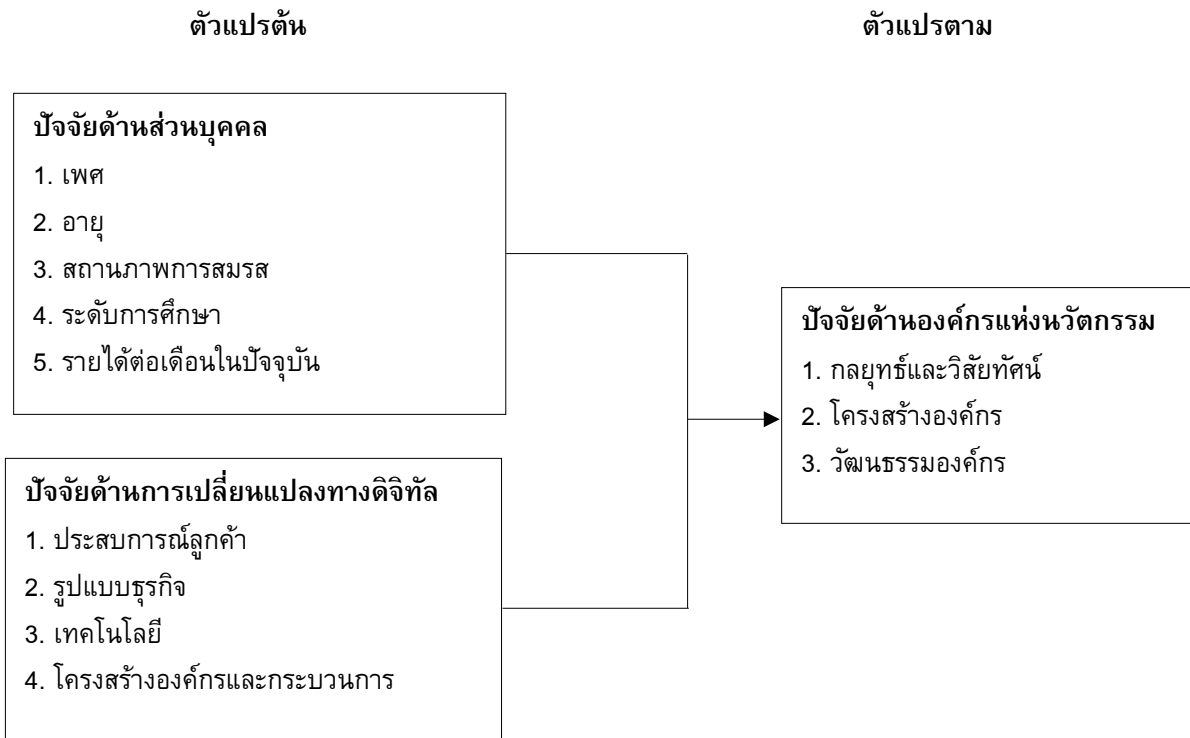 ตัวแปรต้น
ตัวแปรตาม
ปัจจัยด้านส่วนบุคคล
1. เพศ
2. อายุ
3. สถานภาพการสมรส
4. ระดับการศึกษา
5. รายได้ต่อเดือนในปัจจุบัน
ปัจจัยด้านการเปลี่ยนแปลงทางดิจิทัล
1. ประสบการณ์ลูกค้า
2. รูปแบบธุรกิจ
3. เทคโนโลยี
4. โครงสร้างองค์กรและกระบวนการ
ปัจจัยด้านองค์กรแห่งนวัตกรรม
1. กลยุทธ์และวิสัยทัศน์
2. โครงสร้างองค์กร
3. วัฒนธรรมองค์กร